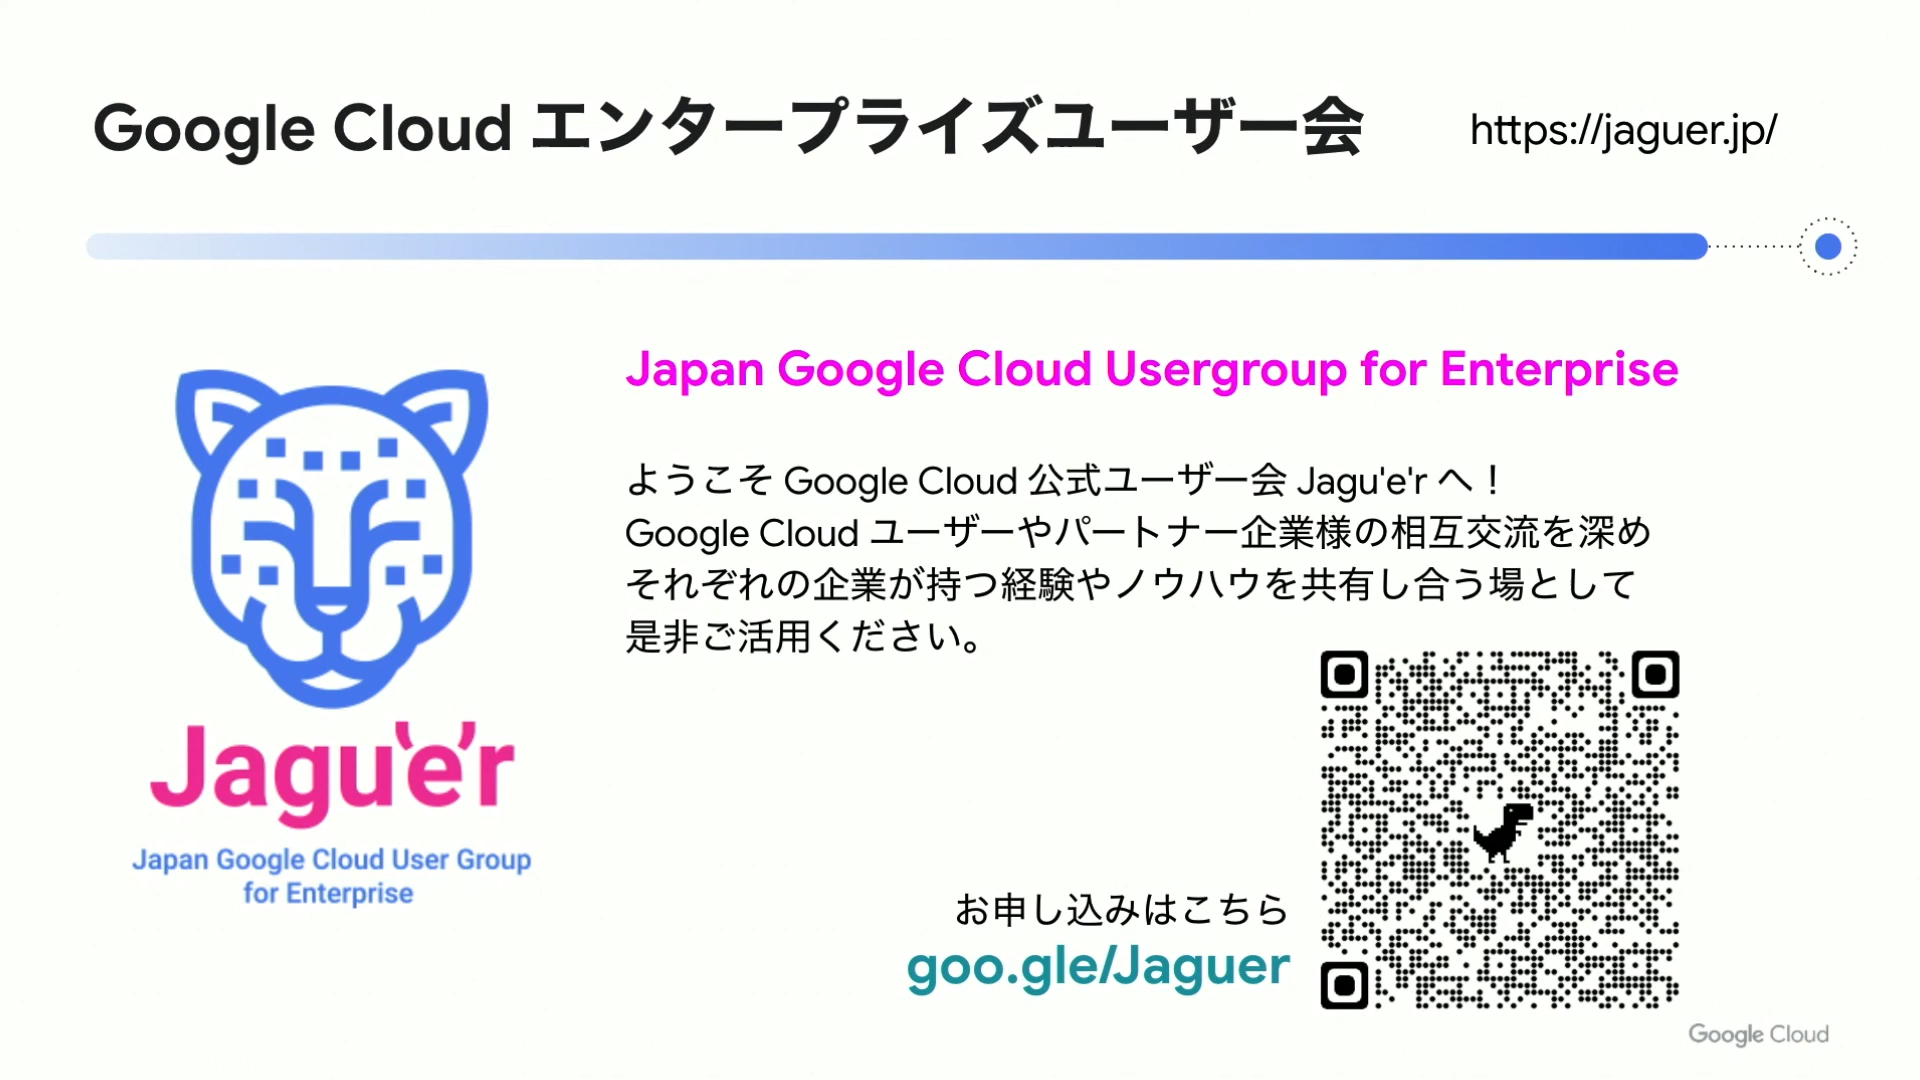 Google Cloud エンタープライズユーザー会
https://jaguer.jp/
Japan Google Cloud Usergroup for Enterprise
ようこそ Google Cloud 公式ユーザー会 Jagu'e'r へ！
Google Cloud ユーザーやパートナー企業様の相互交流を深め
それぞれの企業が持つ経験やノウハウを共有し合う場として
是非ご活用ください。
Jagu'e'r
Japan Google Cloud User Group
for Enterprise
お申し込みはこちら
goo.gle/Jaguer
Google Cloud